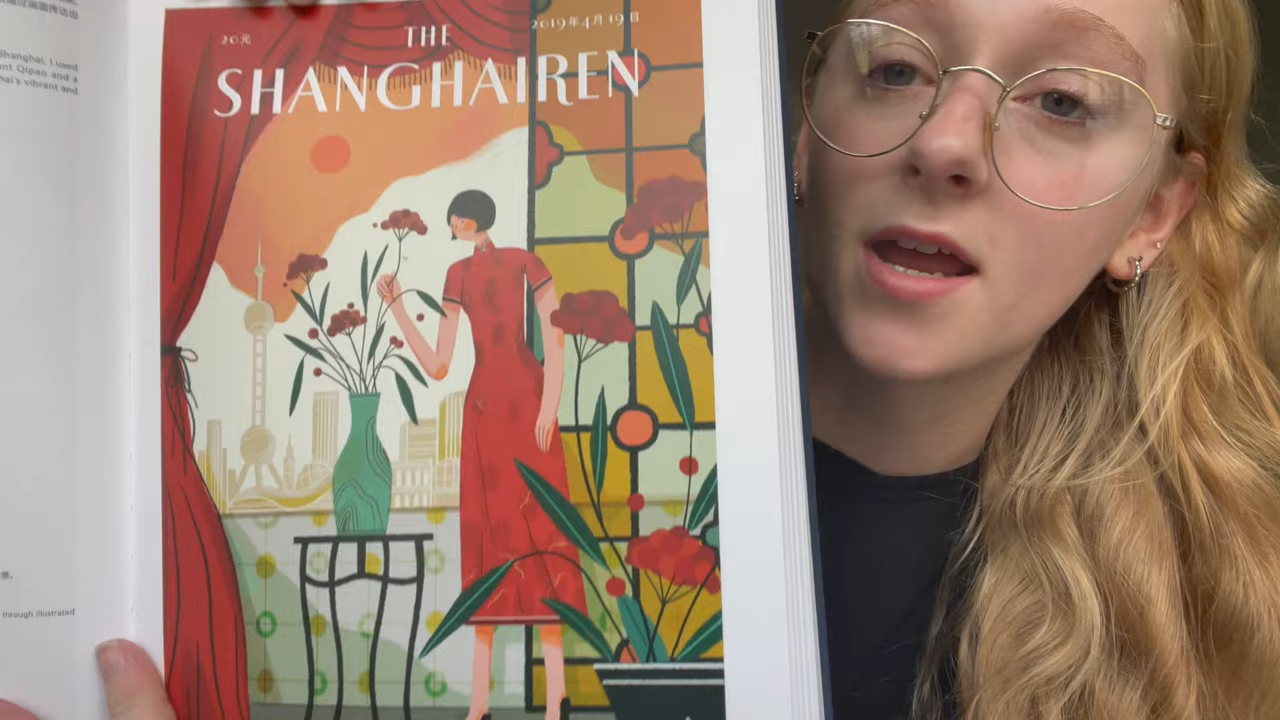 Shanghai, I used
nt Qipao and a
hai's vibrant and
through illustrated
20元
2019年4月19日
THE
SHANGHAIREN